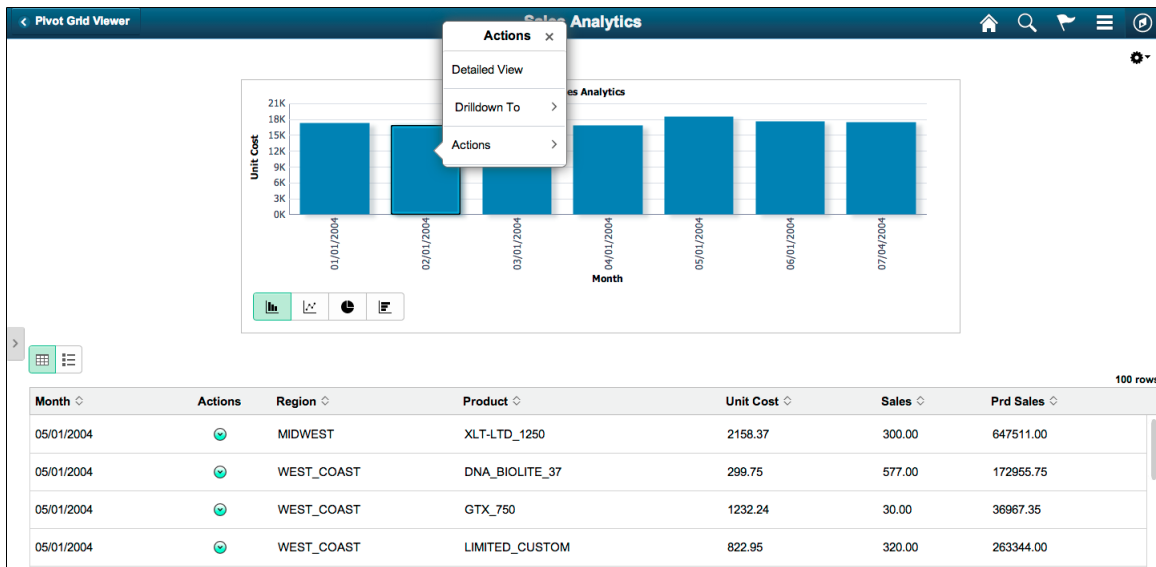 Pivot Grid Viewer
Sales Analytics
Actions ×
Detailed View
Drilldown To
Actions
es Analytics
21K
18K
15K
12K
9K
6K
3K
0K
Unit Cost
01/01/2004
02/01/2004
03/01/2004
04/01/2004
05/01/2004
06/01/2004
07/04/2004
Month
100 rows
Month Actions Region Product Unit Cost Sales Prd Sales
05/01/2004 MIDWEST XLT-LTD_1250 2158.37 300.00 647511.00
05/01/2004 WEST_COAST DNA_BIOLITE_37 299.75 577.00 172955.75
05/01/2004 WEST_COAST GTX_750 1232.24 30.00 36967.35
05/01/2004 WEST_COAST LIMITED_CUSTOM 822.95 320.00 263344.00